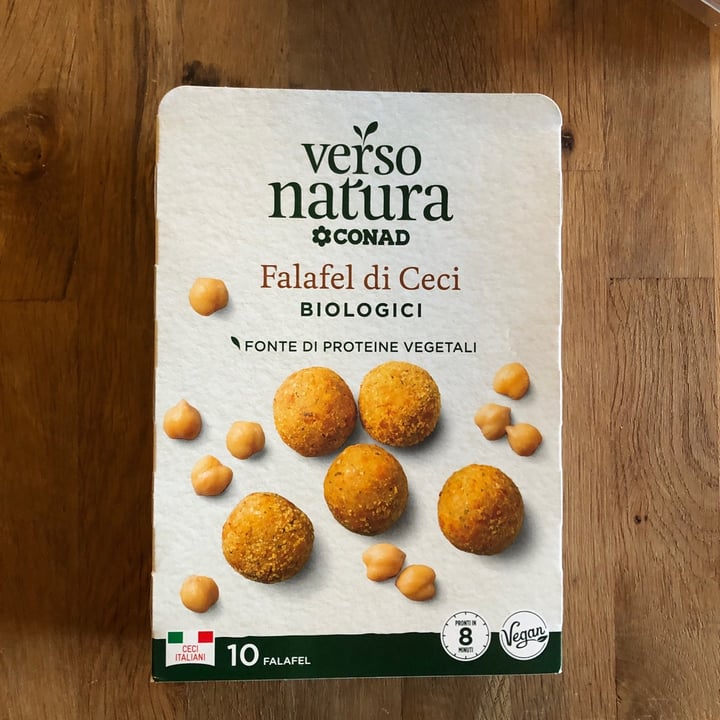 verso
natura
CONAD
Falafel di Ceci
BIOLOGICI
FONTE DI PROTEINE VEGETALI
CECI
ITALIANI
10 FALAFEL
PRONTI IN
8
MINUTI
Vegan